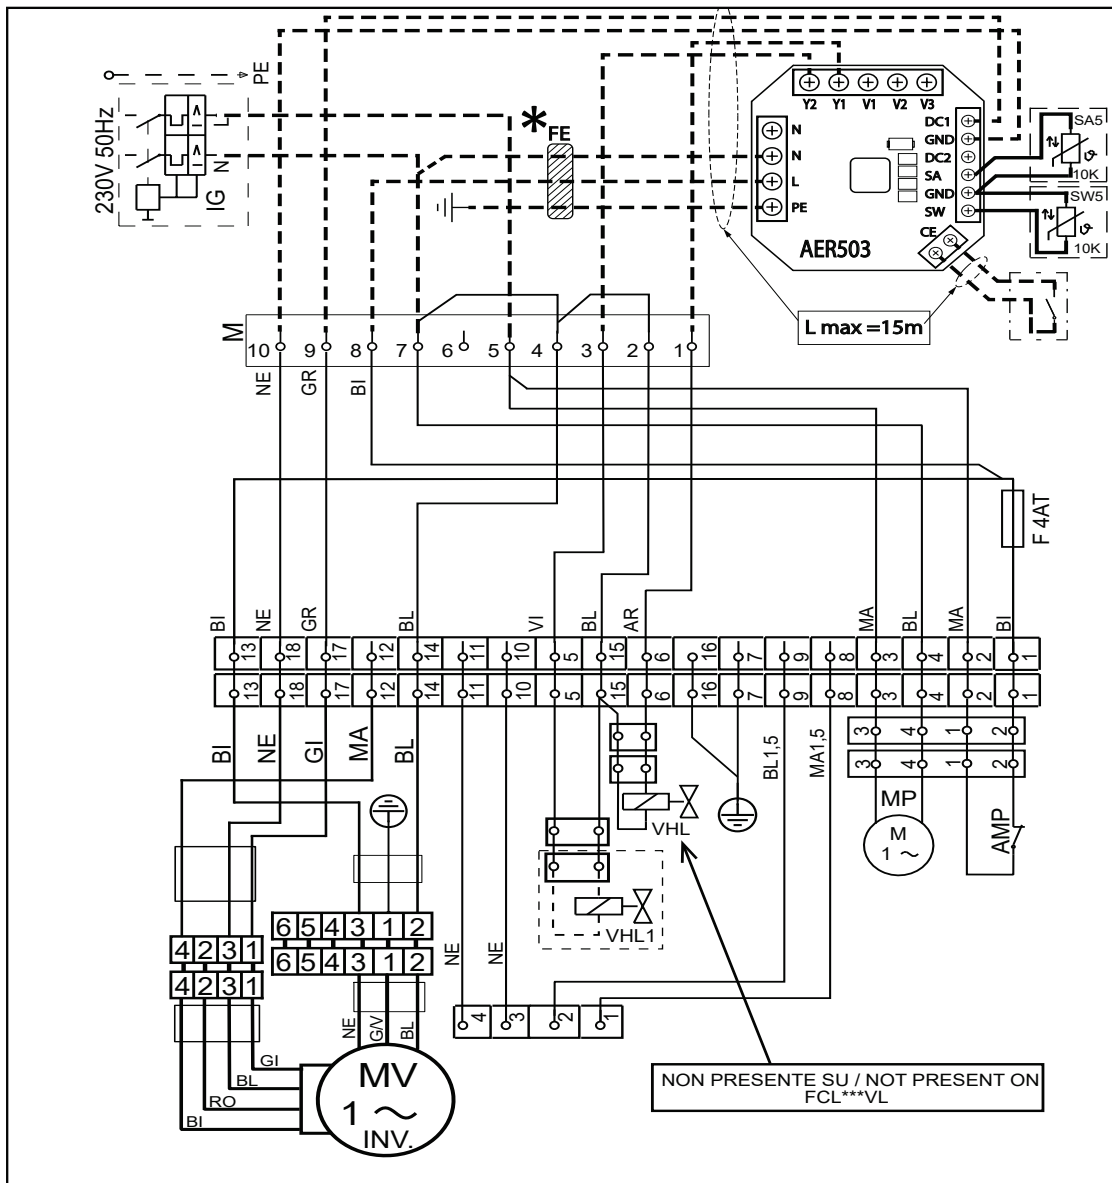 PE
230V 50Hz
L
N
IG
*
FE
Y2 Y1 V1 V2 V3
N
N
L
PE
DC1
GND
DC2
SA
GND
SW
CE
AER503
SA5
10K
SW5
10K
L max =15m
M
10 9 8 7 6 5 4 3 2 1
NE GR BI
F 4AT
BI NE GR BL VI BL AR MA BL MA BI
13 18 17 12 14 11 10 5 15 6 16 7 9 8 3 4 2 1
13 18 17 12 14 11 10 5 15 6 16 7 9 8 3 4 2 1
BI NE GI MA BL
BL1,5 MA1,5
3 4 1 2
3 4 1 2
MP
M
1 ~
AMP
VHL
VHL1
6 5 4 3 1 2
6 5 4 3 1 2
4 2 3 1
4 2 3 1
NE NE
4 3 2 1
NE G/V BL
GI
BL
RO
BI
MV
1 ~
INV.
NON PRESENTE SU / NOT PRESENT ON
FCL***VL